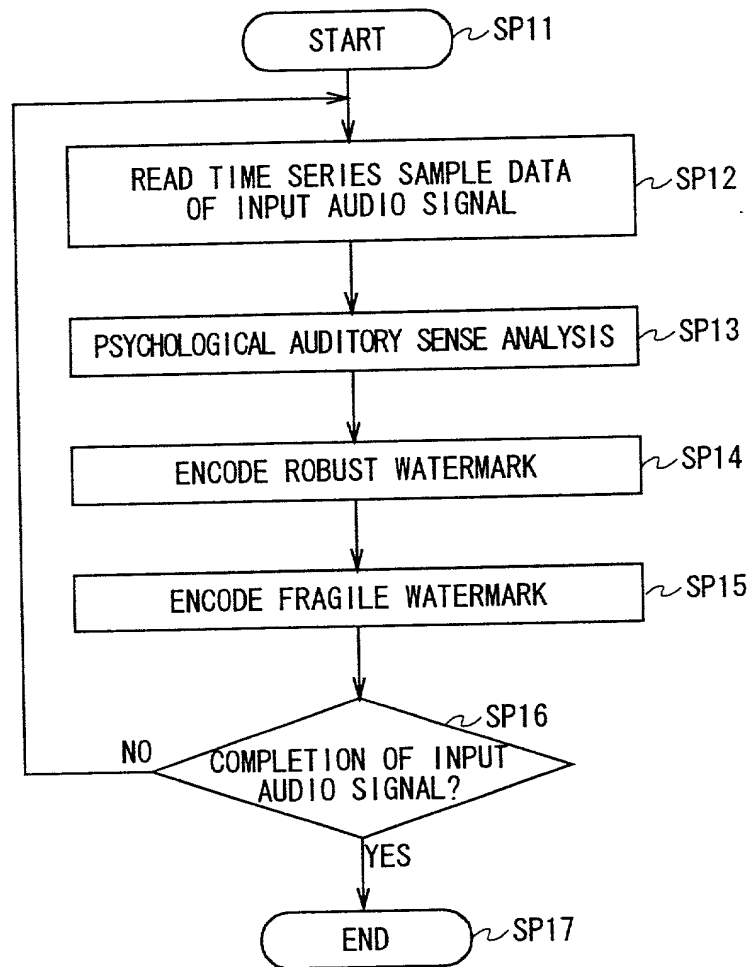 START
SP11
READ TIME SERIES SAMPLE DATA
OF INPUT AUDIO SIGNAL
SP12
PSYCHOLOGICAL AUDITORY SENSE ANALYSIS
SP13
ENCODE ROBUST WATERMARK
SP14
ENCODE FRAGILE WATERMARK
SP15
SP16
NO
COMPLETION OF INPUT
AUDIO SIGNAL?
YES
END
SP17